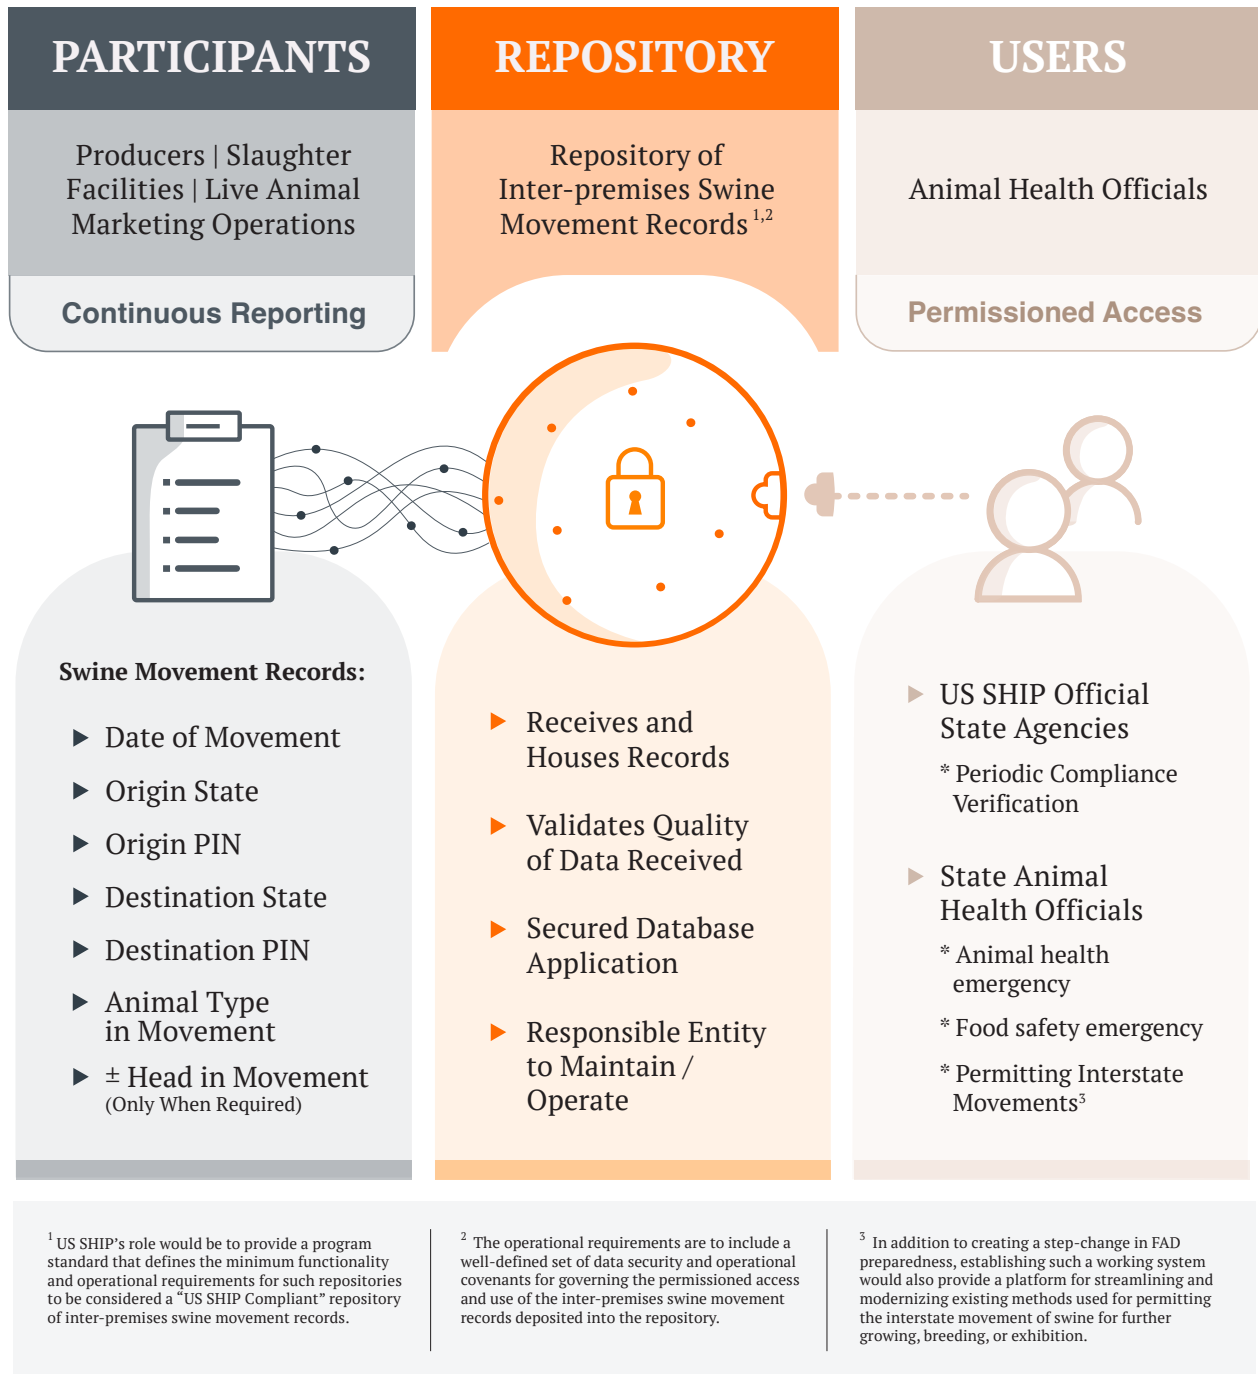 PARTICIPANTS
Producers | Slaughter
Facilities | Live Animal
Marketing Operations
Continuous Reporting
Swine Movement Records:
Date of Movement
Origin State
Origin PIN
Destination State
Destination PIN
Animal Type
in Movement
± Head in Movement
(Only When Required)
REPOSITORY
Repository of
Inter-premises Swine
Movement Records 1,2
Receives and
Houses Records
Validates Quality
of Data Received
Secured Database
Application
Responsible Entity
to Maintain /
Operate
USERS
Animal Health Officials
Permissioned Access
US SHIP Official
State Agencies
* Periodic Compliance
Verification
State Animal
Health Officials
* Animal health
emergency
* Food safety emergency
* Permitting Interstate
Movements3
1 US SHIP's role would be to provide a program
standard that defines the minimum functionality
and operational requirements for such repositories
to be considered a “US SHIP Compliant” repository
of inter-premises swine movement records.
2 The operational requirements are to include a
well-defined set of data security and operational
covenants for governing the permissioned access
and use of the inter-premises swine movement
records deposited into the repository.
3 In addition to creating a step-change in FAD
preparedness, establishing such a working system
would also provide a platform for streamlining and
modernizing existing methods used for permitting
the interstate movement of swine for further
growing, breeding, or exhibition.